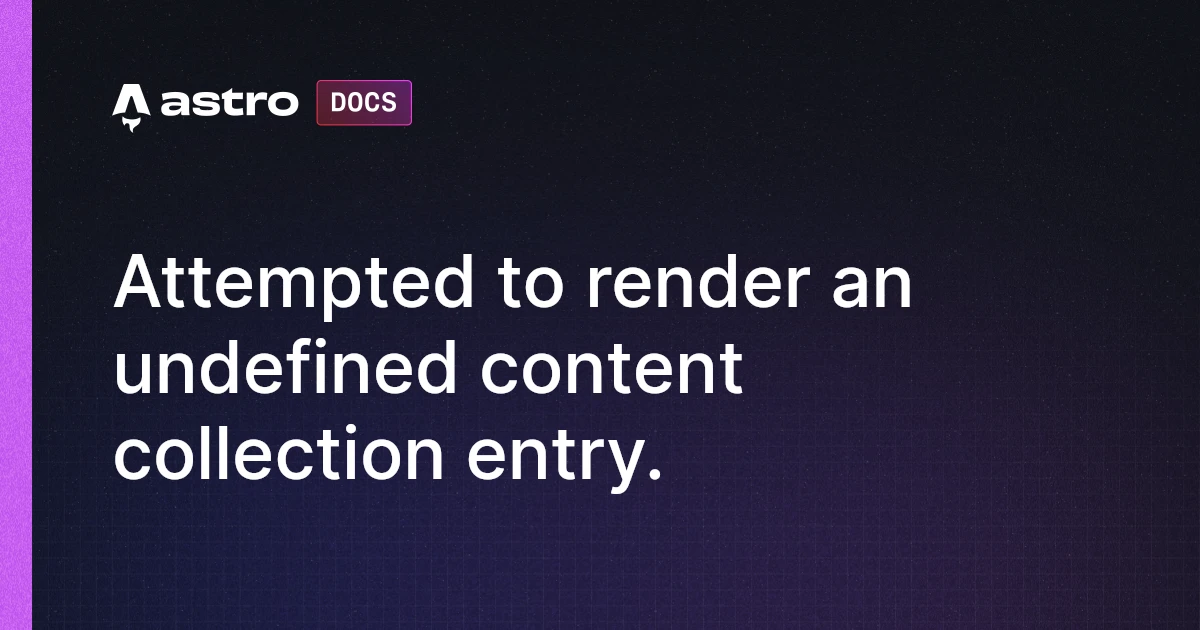 astro DOCS
Attempted to render an
undefined content
collection entry.